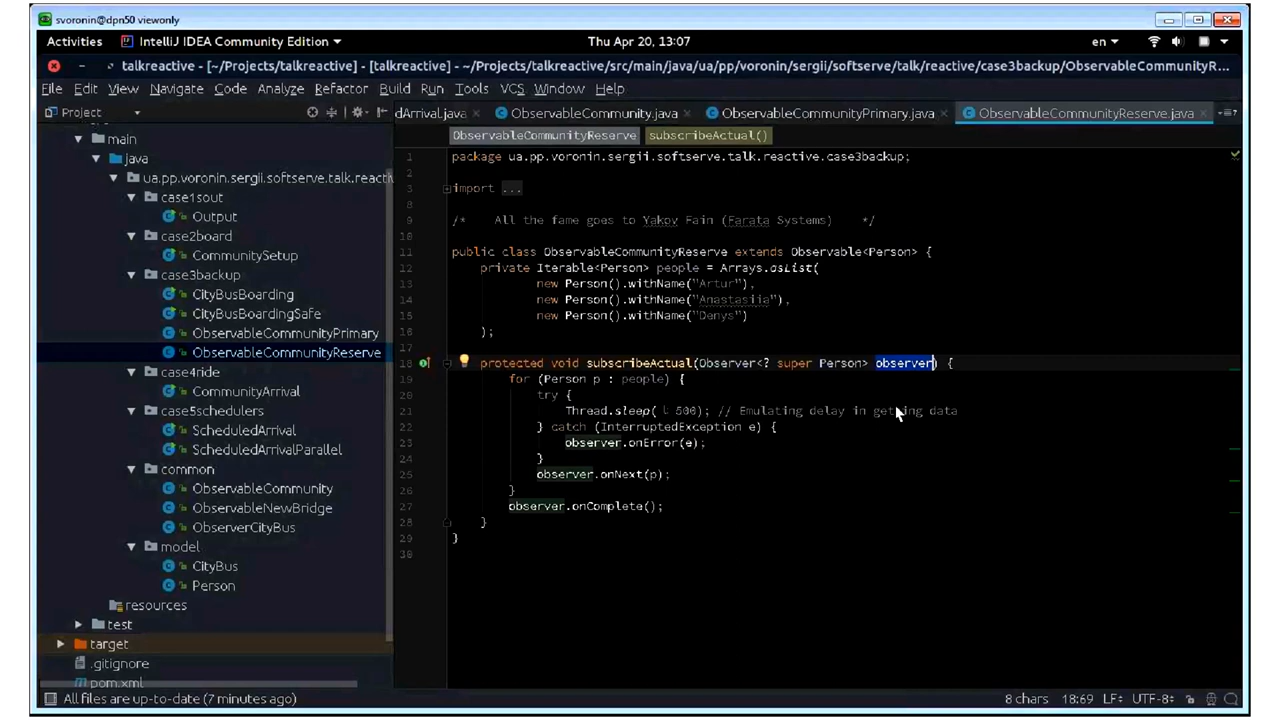 svoronin@dpn50 viewonly
Activities IntelliJ IDEA Community Edition Thu Apr 20, 13:07 en
talkreactive - [~/Projects/talkreactive] - [talkreactive] - ~/Projects/talkreactive/src/main/java/ua/pp/voronin/sergii/softserve/talk/reactive/case3backup/ObservableCommunityR...
File Edit View Navigate Code Analyze Refactor Build Run Tools VCS Window Help
Project dArrival.java ObservableCommunity.java ObservableCommunityPrimary.java ObservableCommunityReserve.java
ObservableCommunityReserve subscribeActual()
main
java
ua.pp.voronin.sergii.softserve.talk.reacti
case1sout
Output
case2board
CommunitySetup
case3backup
CityBusBoarding
CityBusBoardingSafe
ObservableCommunityPrimary
ObservableCommunityReserve
case4ride
CommunityArrival
case5schedulers
ScheduledArrival
ScheduledArrivalParallel
common
ObservableCommunity
ObservableNewBridge
ObserverCityBus
model
CityBus
Person
resources
test
target
.gitignore
pom.xml
1 package ua.pp.voronin.sergii.softserve.talk.reactive.case3backup;
2
3 import ...
8
9 /* All the fame goes to Yakov Fain (Farata Systems) */
10
11 public class ObservableCommunityReserve extends Observable<Person> {
12 private Iterable<Person> people = Arrays.asList(
13 new Person().withName("Artur"),
14 new Person().withName("Anastasiia"),
15 new Person().withName("Denys")
16 );
17
18 protected void subscribeActual(Observer<? super Person> observer) {
19 for (Person p : people) {
20 try {
21 Thread.sleep( l: 500); // Emulating delay in getting data
22 } catch (InterruptedException e) {
23 observer.onError(e);
24 }
25 observer.onNext(p);
26 }
27 observer.onComplete();
28 }
29 }
30
All files are up-to-date (7 minutes ago) 8 chars 18:69 LF UTF-8